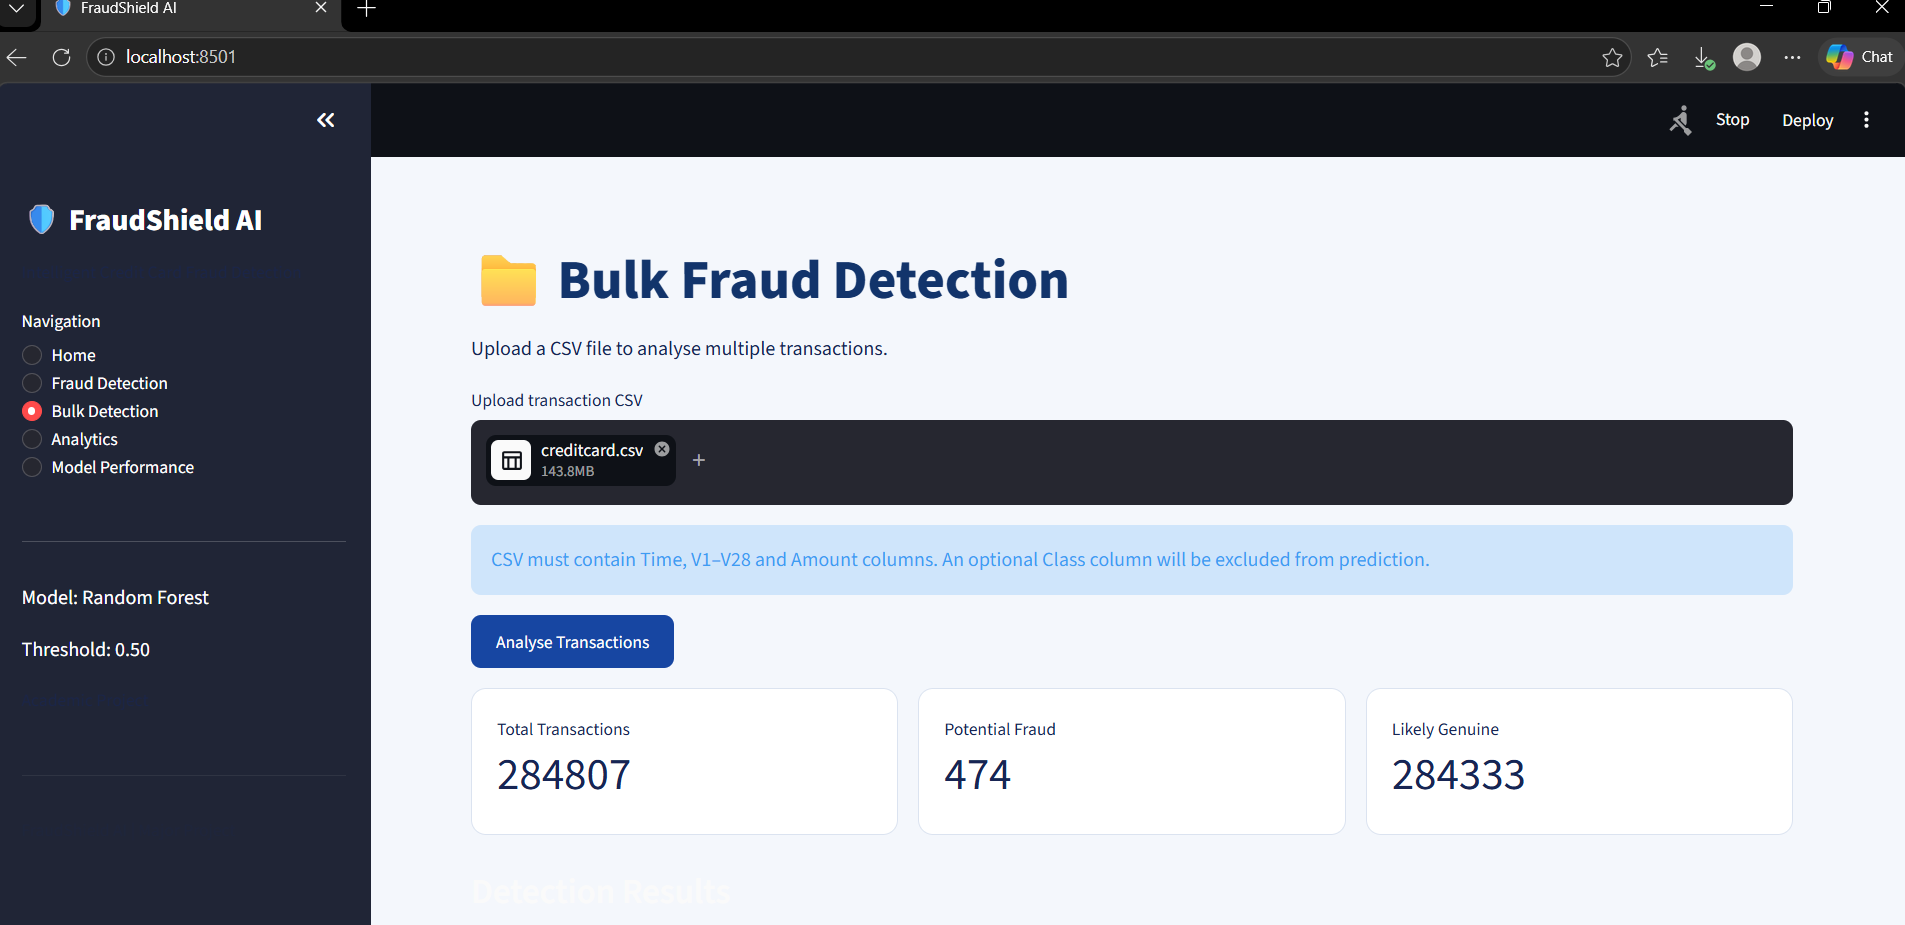 FraudShield AI
localhost:8501
Chat
Stop
Deploy
FraudShield AI
Navigation
Home
Fraud Detection
Bulk Detection
Analytics
Model Performance
Model: Random Forest
Threshold: 0.50
Bulk Fraud Detection
Upload a CSV file to analyse multiple transactions.
Upload transaction CSV
creditcard.csv
143.8MB
CSV must contain Time, V1–V28 and Amount columns. An optional Class column will be excluded from prediction.
Analyse Transactions
Total Transactions
284807
Potential Fraud
474
Likely Genuine
284333
Detection Results